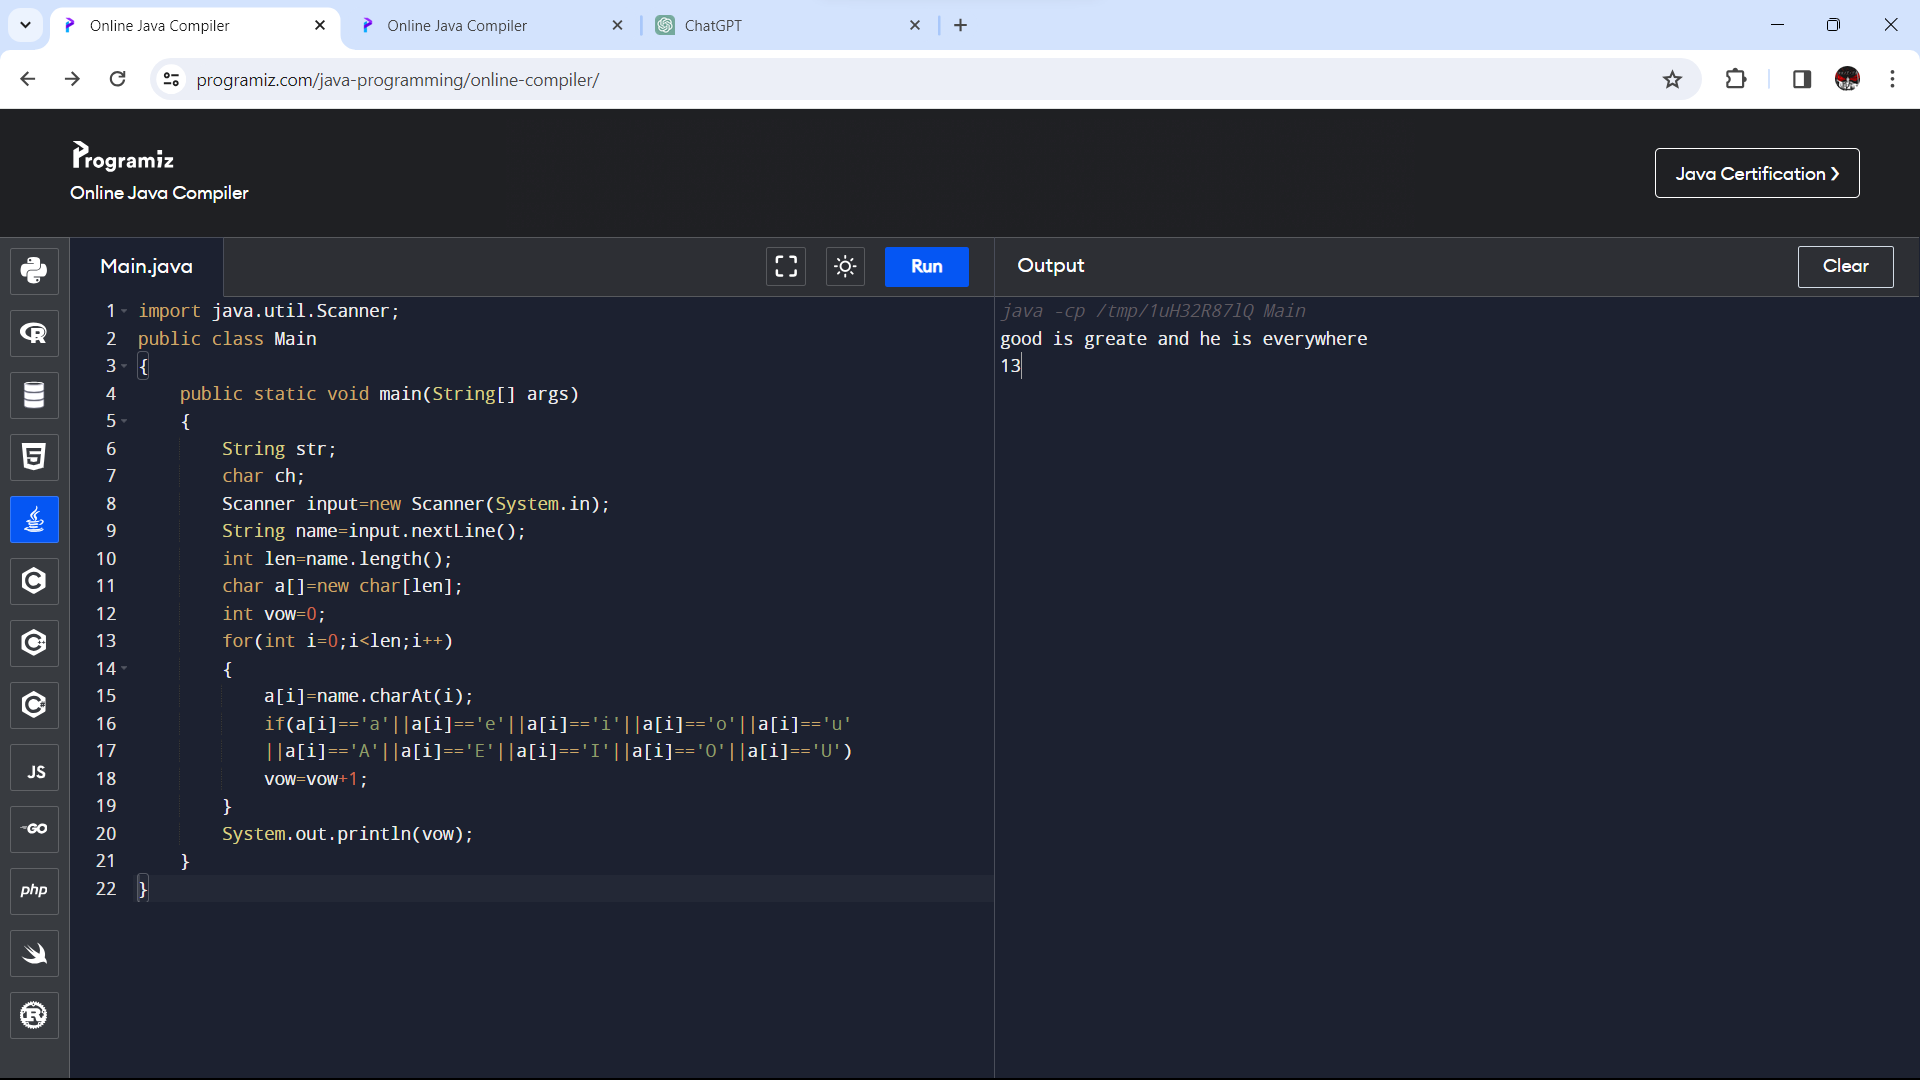 Online Java Compiler
Online Java Compiler
ChatGPT
programiz.com/java-programming/online-compiler/
Programiz
Online Java Compiler
Java Certification ❯
Main.java
Run
Output
Clear
1 import java.util.Scanner;
2 public class Main
3 {
4 public static void main(String[] args)
5 {
6 String str;
7 char ch;
8 Scanner input=new Scanner(System.in);
9 String name=input.nextLine();
10 int len=name.length();
11 char a[]=new char[len];
12 int vow=0;
13 for(int i=0;i<len;i++)
14 {
15 a[i]=name.charAt(i);
16 if(a[i]=='a'||a[i]=='e'||a[i]=='i'||a[i]=='o'||a[i]=='u'
17 ||a[i]=='A'||a[i]=='E'||a[i]=='I'||a[i]=='O'||a[i]=='U')
18 vow=vow+1;
19 }
20 System.out.println(vow);
21 }
22 }
java -cp /tmp/1uH32R87lQ Main
good is greate and he is everywhere
13
R
5
C
C
C
JS
GO
php
R